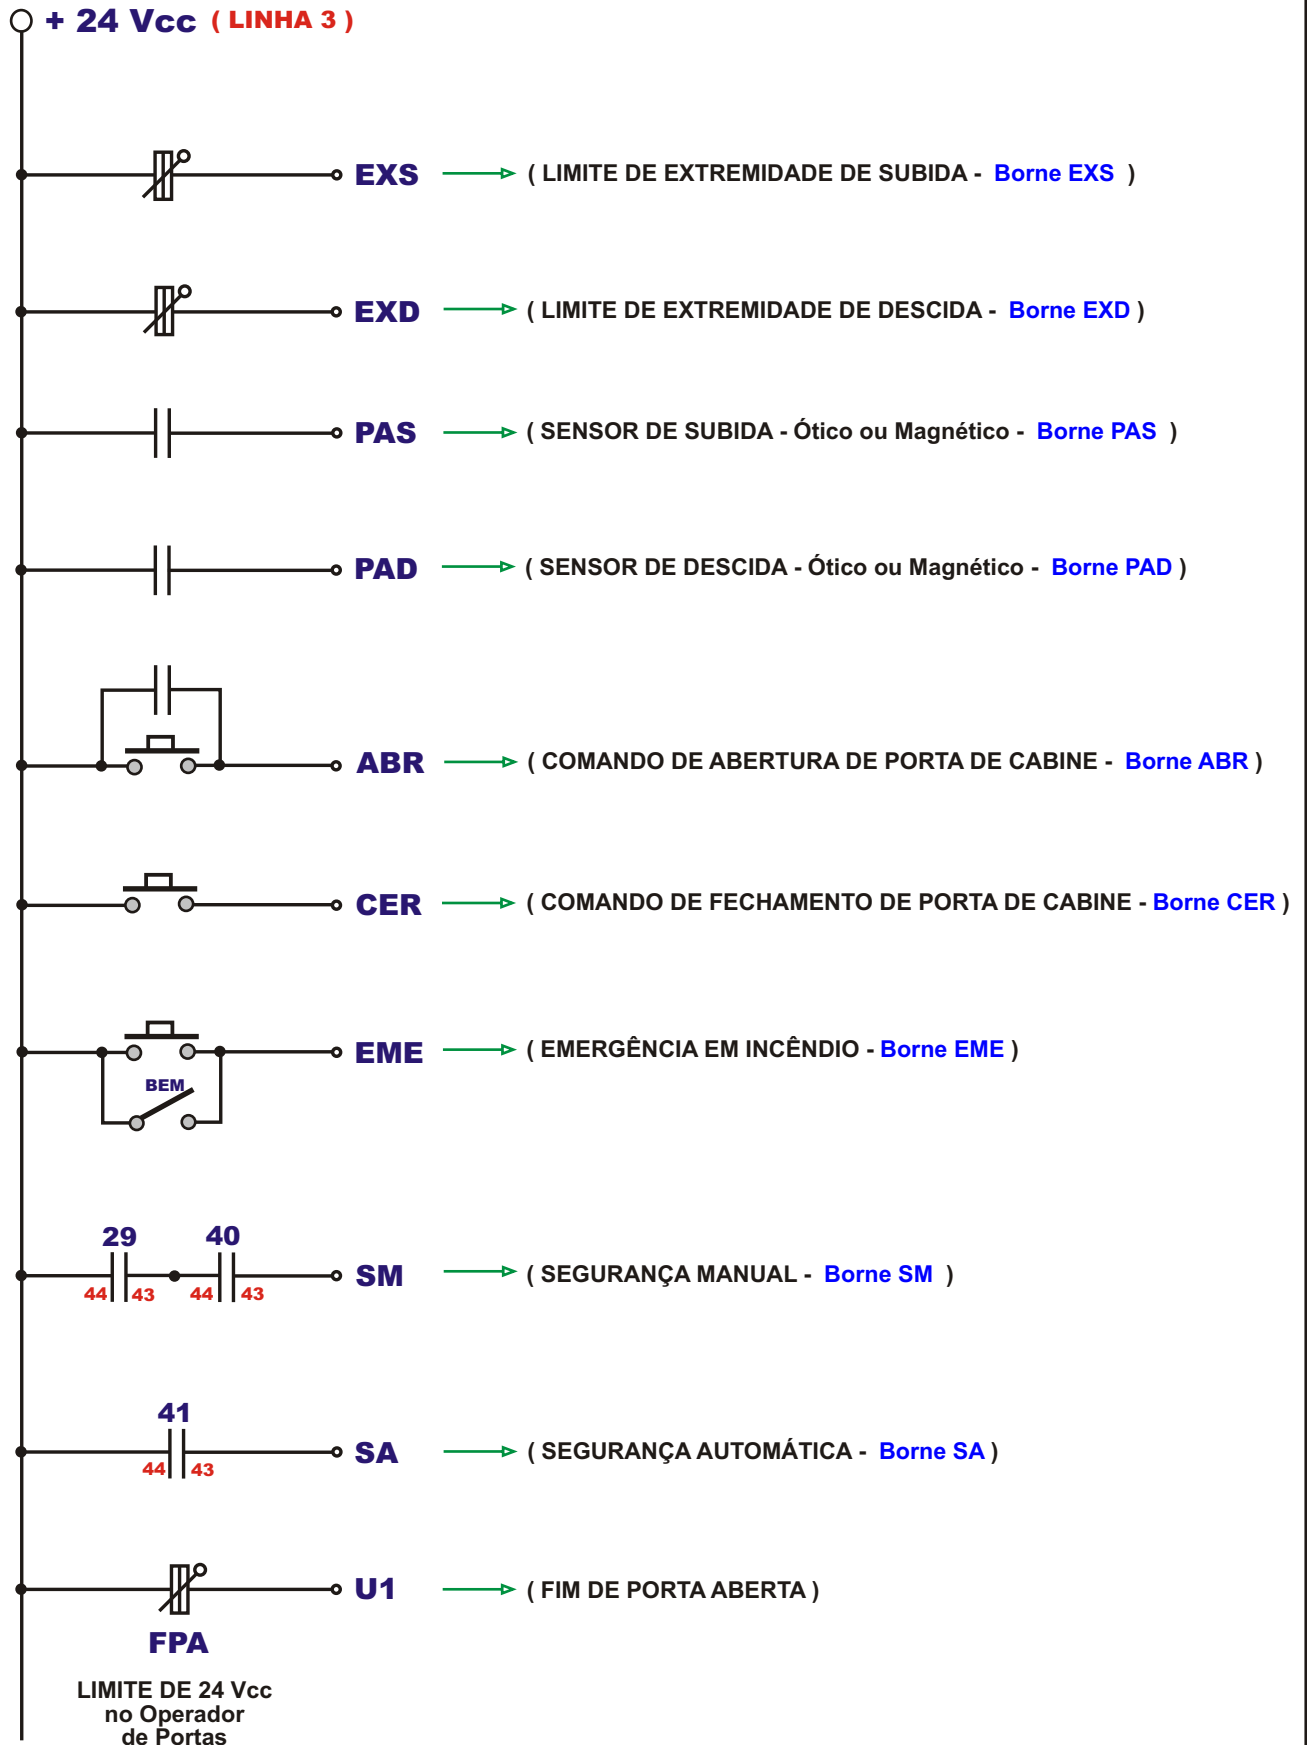 + 24 Vcc ( LINHA 3 )
EXS ( LIMITE DE EXTREMIDADE DE SUBIDA - Borne EXS )
EXD ( LIMITE DE EXTREMIDADE DE DESCIDA - Borne EXD )
PAS ( SENSOR DE SUBIDA - Ótico ou Magnético - Borne PAS )
PAD ( SENSOR DE DESCIDA - Ótico ou Magnético - Borne PAD )
ABR ( COMANDO DE ABERTURA DE PORTA DE CABINE - Borne ABR )
CER ( COMANDO DE FECHAMENTO DE PORTA DE CABINE - Borne CER )
EME ( EMERGÊNCIA EM INCÊNDIO - Borne EME )
BEM
29 40
SM ( SEGURANÇA MANUAL - Borne SM )
44 43 44 43
41
SA ( SEGURANÇA AUTOMÁTICA - Borne SA )
44 43
U1 ( FIM DE PORTA ABERTA )
FPA
LIMITE DE 24 Vcc
no Operador
de Portas